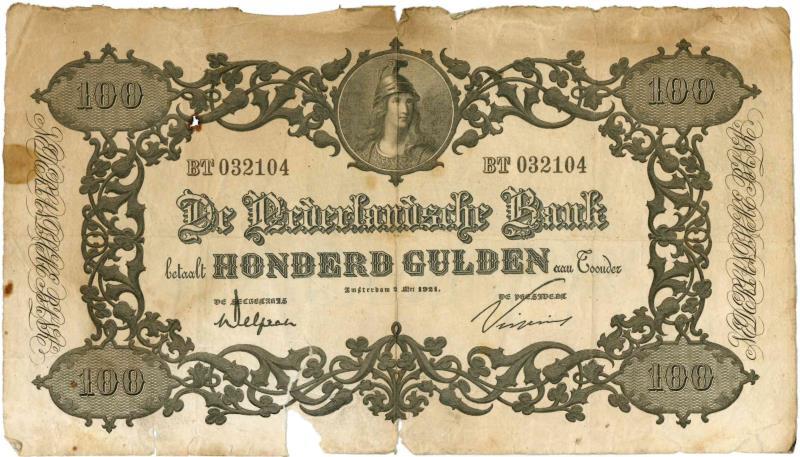 100 100
BT 032104 BT 032104
De Nederlandsche Bank
betaalt HONDERD GULDEN aan Toonder
Amsterdam 2 Mei 1921.
DE SECRETARIS DE PRESIDENT
100 100